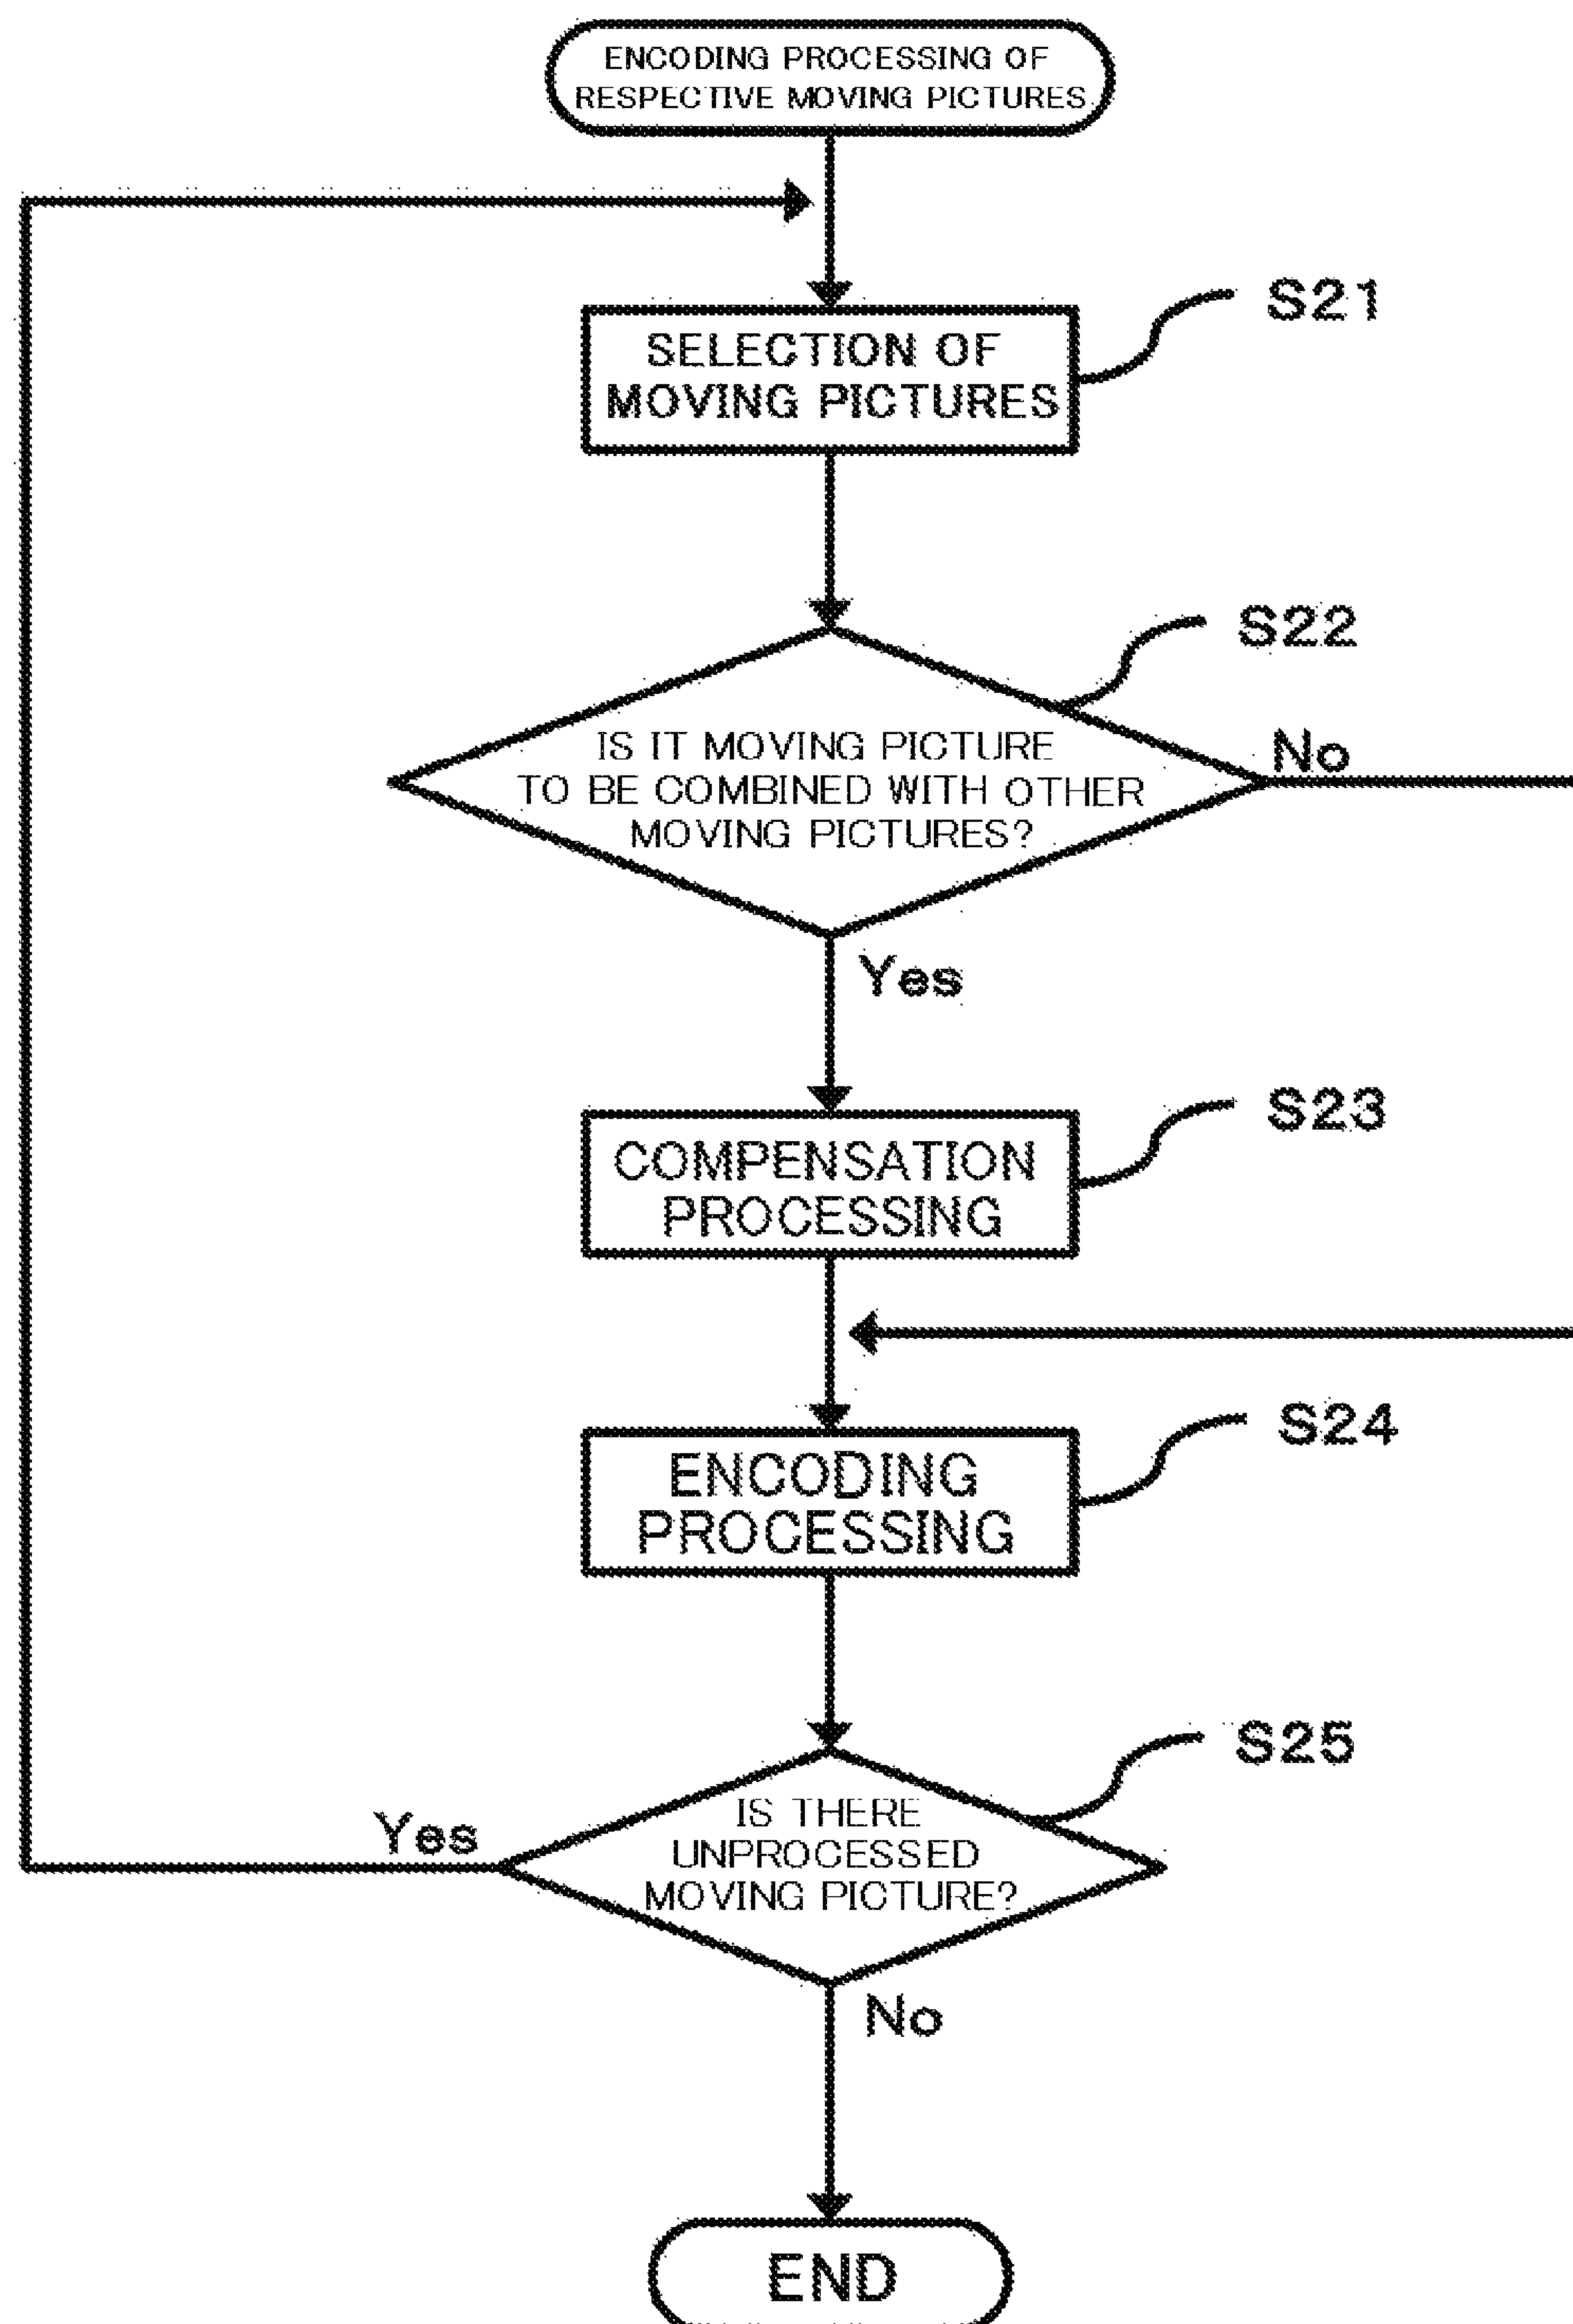 ENCODING PROCESSING OF
RESPECTIVE MOVING PICTURES
S21
SELECTION OF
MOVING PICTURES
S22
IS IT MOVING PICTURE
TO BE COMBINED WITH OTHER
MOVING PICTURES?
No
Yes
S23
COMPENSATION
PROCESSING
S24
ENCODING
PROCESSING
S25
IS THERE
UNPROCESSED
MOVING PICTURE?
Yes
No
END